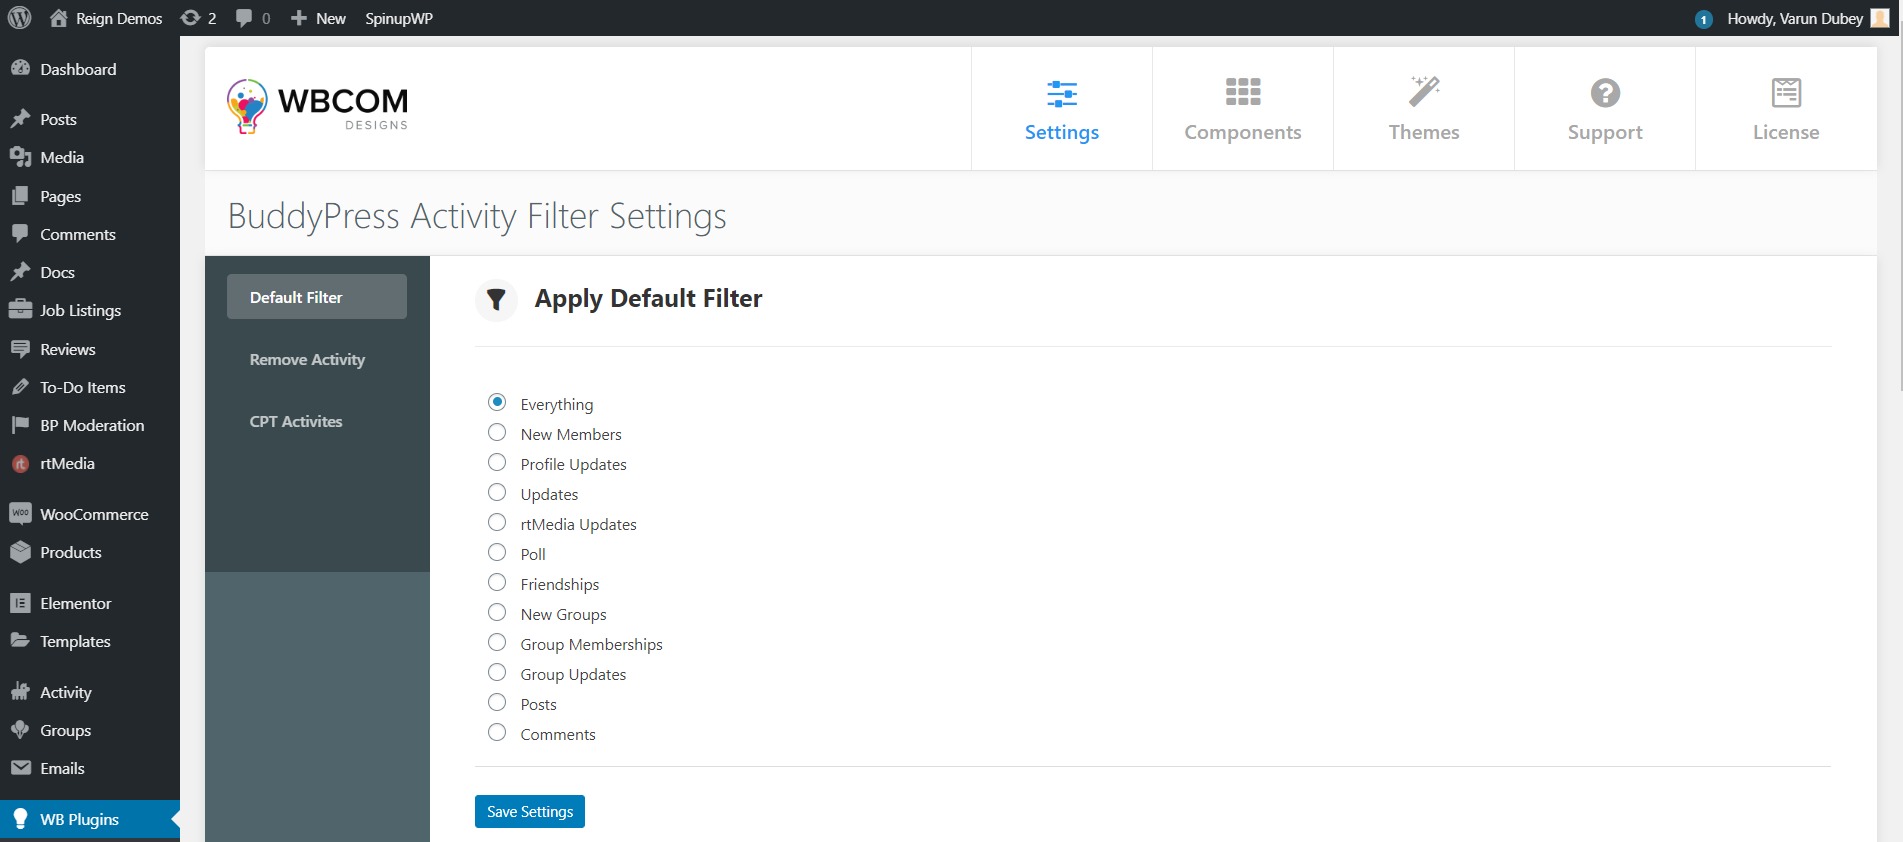 Reign Demos 2 0 New SpinupWP 1 Howdy, Varun Dubey
Dashboard
Posts
Media
Pages
Comments
Docs
Job Listings
Reviews
To-Do Items
BP Moderation
rt rtMedia
Woo WooCommerce
Products
Elementor
Templates
Activity
Groups
Emails
WB Plugins
WBCOM
DESIGNS
Settings Components Themes Support License
BuddyPress Activity Filter Settings
Default Filter
Remove Activity
CPT Activites
Apply Default Filter
Everything
New Members
Profile Updates
Updates
rtMedia Updates
Poll
Friendships
New Groups
Group Memberships
Group Updates
Posts
Comments
Save Settings